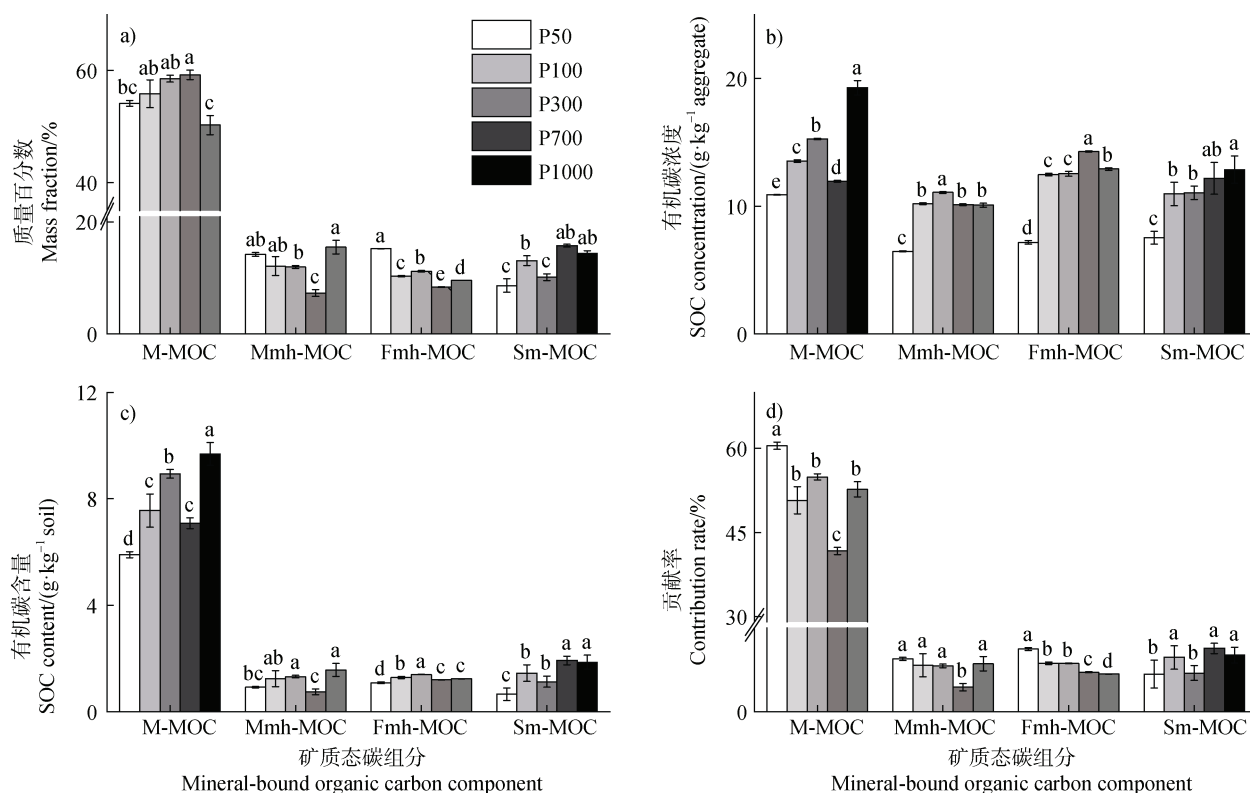 a)
P50
P100
P300
P700
P1000
60
40
20
0
质量百分数
Mass fraction/%
bc ab ab a c
ab ab b c a
a c b e d
c b c ab ab
M-MOC Mmh-MOC Fmh-MOC Sm-MOC
b)
20
10
0
有机碳浓度
SOC concentration/(g·kg⁻¹ aggregate)
e c b d a
c b a b b
d c c a b
c b b ab a
M-MOC Mmh-MOC Fmh-MOC Sm-MOC
c)
12
8
4
0
有机碳含量
SOC content/(g·kg⁻¹ soil)
d c b c a
bc ab a c a
d b a c c
c b b a a
M-MOC Mmh-MOC Fmh-MOC Sm-MOC
矿质态碳组分
Mineral-bound organic carbon component
d)
60
45
30
0
贡献率
Contribution rate/%
a b b c b
a a a b a
a b b c d
b a b a a
M-MOC Mmh-MOC Fmh-MOC Sm-MOC
矿质态碳组分
Mineral-bound organic carbon component